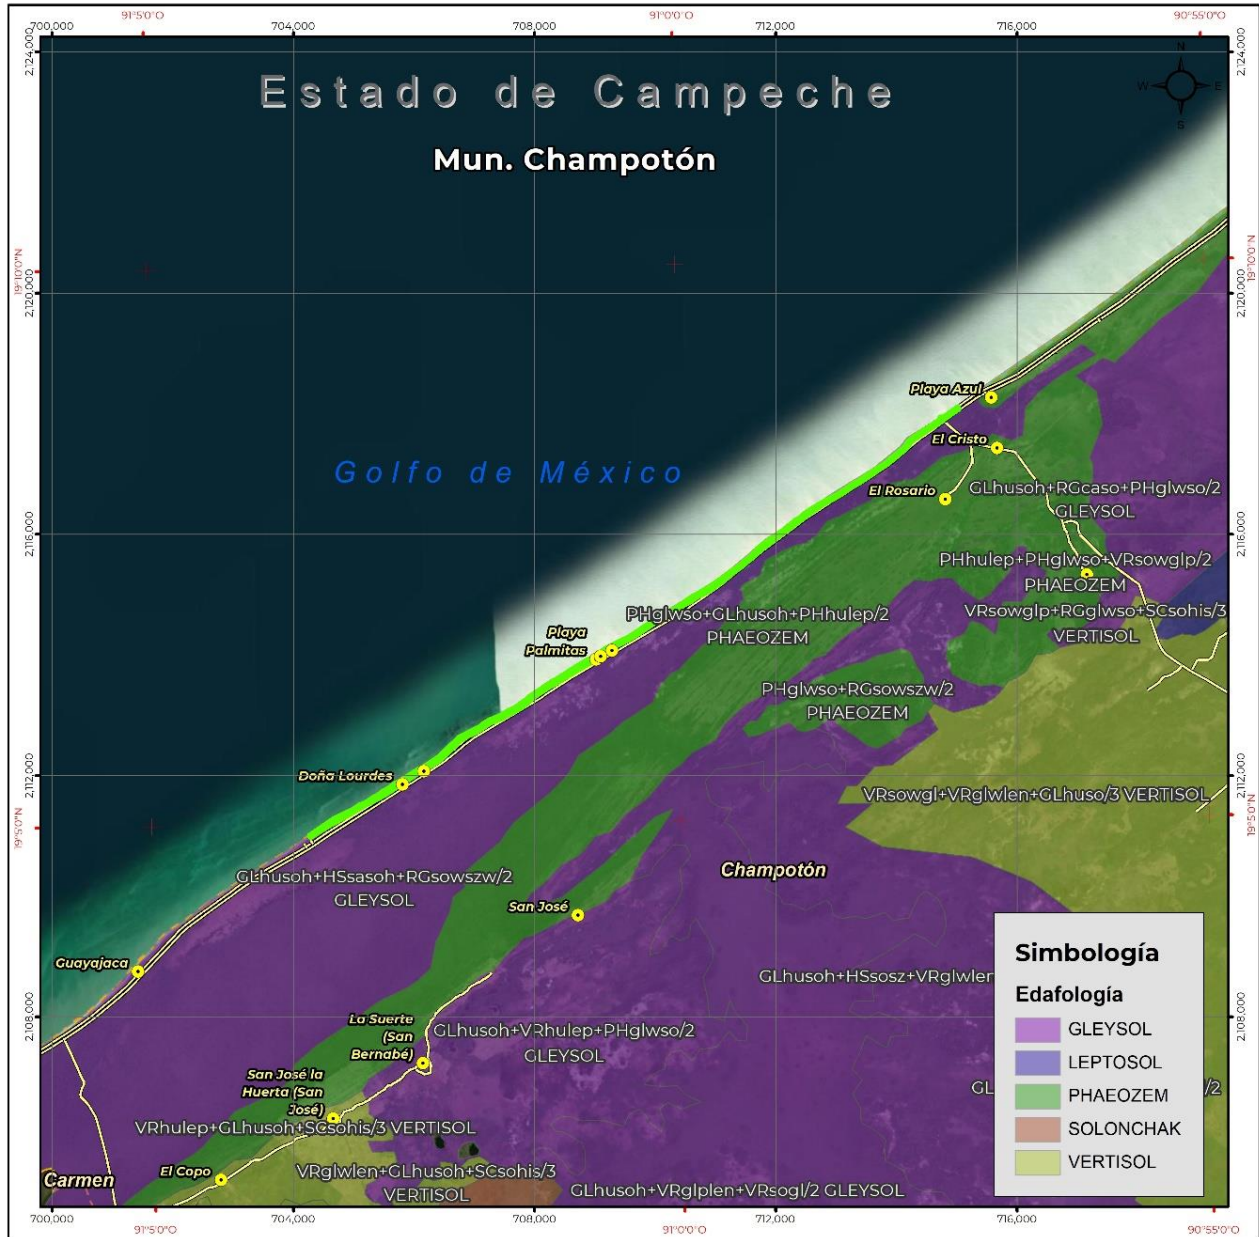 91°5'0"O
91°0'0"O
90°55'0"O
700,000
704,000
708,000
712,000
716,000
2,124,000
2,124,000
Estado de Campeche
N
W
E
S
Mun. Champotón
19°10'0"N
19°10'0"N
2,120,000
2,120,000
Playa Azul
El Cristo
Golfo de México
El Rosario
GLhusoh+RGcaso+PHglwso/2
GLEYSOL
2,116,000
2,116,000
PHhulep+PHglwso+VRsowglp/2
PHAEOZEM
PHglwso+GLhusoh+PHhulep/2
PHAEOZEM
VRsowglp+RGglwso+SCsohis/3
VERTISOL
Playa
Palmitas
PHglwso+RGsowszw/2
PHAEOZEM
Doña Lourdes
2,112,000
2,112,000
VRsowgl+VRglwlen+GLhuso/3 VERTISOL
19°5'0"N
19°5'0"N
GLhusoh+HSsasoh+RGsowszw/2
GLEYSOL
Champotón
San José
Guayajaca
GLhusoh+HSsosz+VRglwlen
Simbología
Edafología
GLEYSOL
LEPTOSOL
PHAEOZEM
SOLONCHAK
VERTISOL
2,108,000
2,108,000
La Suerte
(San
Bernabé)
GLhusoh+VRhulep+PHglwso/2
GLEYSOL
San José la
Huerta (San
José)
GL
/2
VRhulep+GLhusoh+SCsohis/3 VERTISOL
El Copo
Carmen
VRglwlen+GLhusoh+SCsohis/3
VERTISOL
GLhusoh+VRglplen+VRsogl/2 GLEYSOL
700,000
704,000
708,000
712,000
716,000
91°5'0"O
91°0'0"O
90°55'0"O